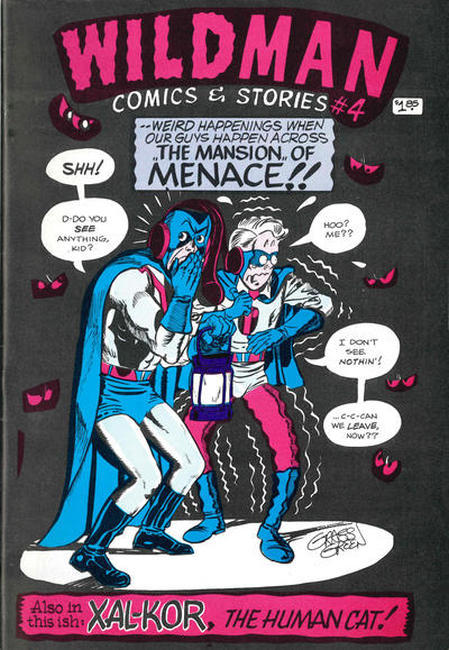 WILDMAN
COMICS & STORIES #4
$1.85
--WEIRD HAPPENINGS WHEN
OUR GUYS HAPPEN ACROSS
"THE MANSION" OF
MENACE!!
SHH!
D-DO YOU
SEE
ANYTHING,
KID?
HOO?
ME??
I DON'T
SEE
NOTHIN'!
...C-C-CAN
WE LEAVE,
NOW??
GRASS
GREEN
Also in
this ish: XAL-KOR, THE HUMAN CAT!